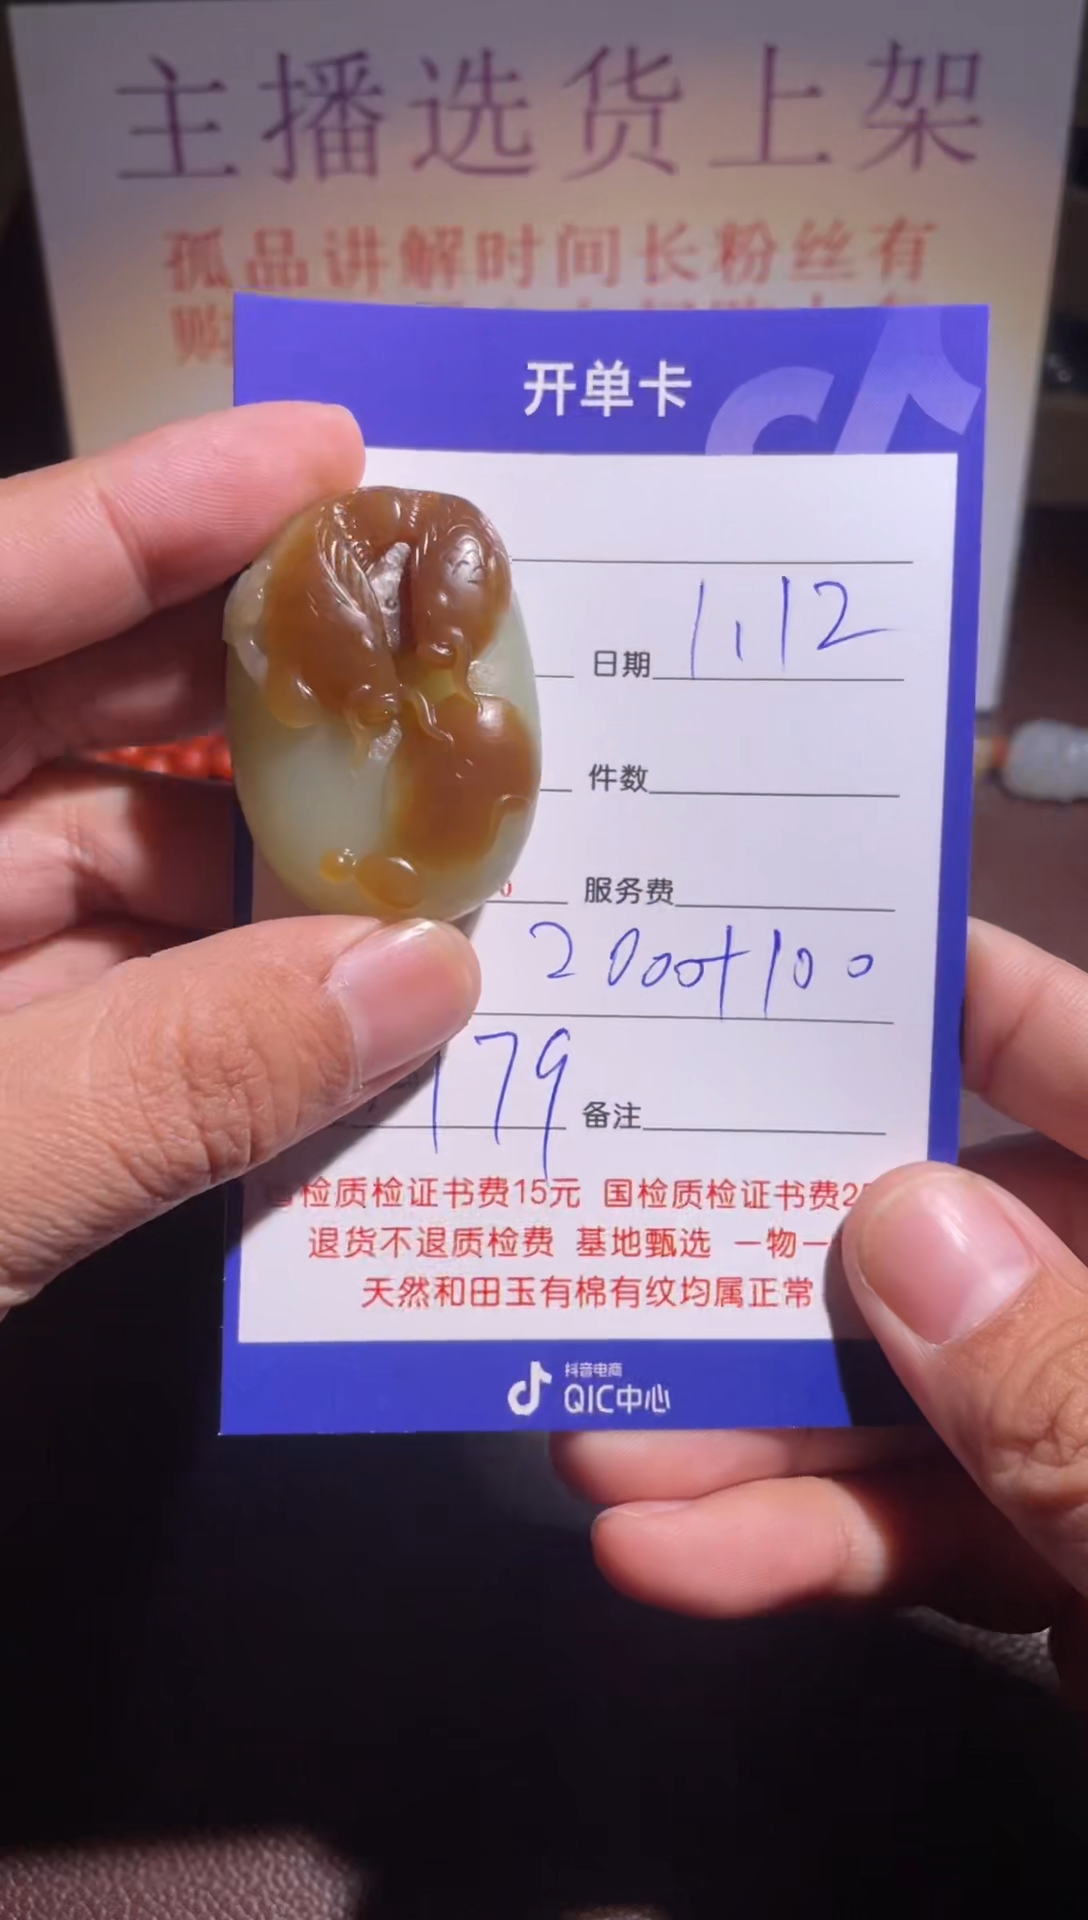 主播选货上架
孤品讲解时间长粉丝有
购
开单卡
日期 1.12
件数
0 服务费
2000+100
179 备注
检质检证书费15元 国检质检证书费2
退货不退质检费 基地甄选 一物一
天然和田玉有棉有纹均属正常
抖音电商
QIC中心